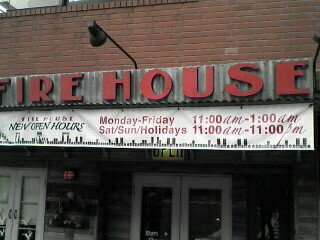 FIRE HOUSE
FIRE HOUSE
NEW OPEN HOURS
Monday-Friday 11:00am-1:00am
Sat/Sun/Holidays 11:00am-11:00pm
OPEN